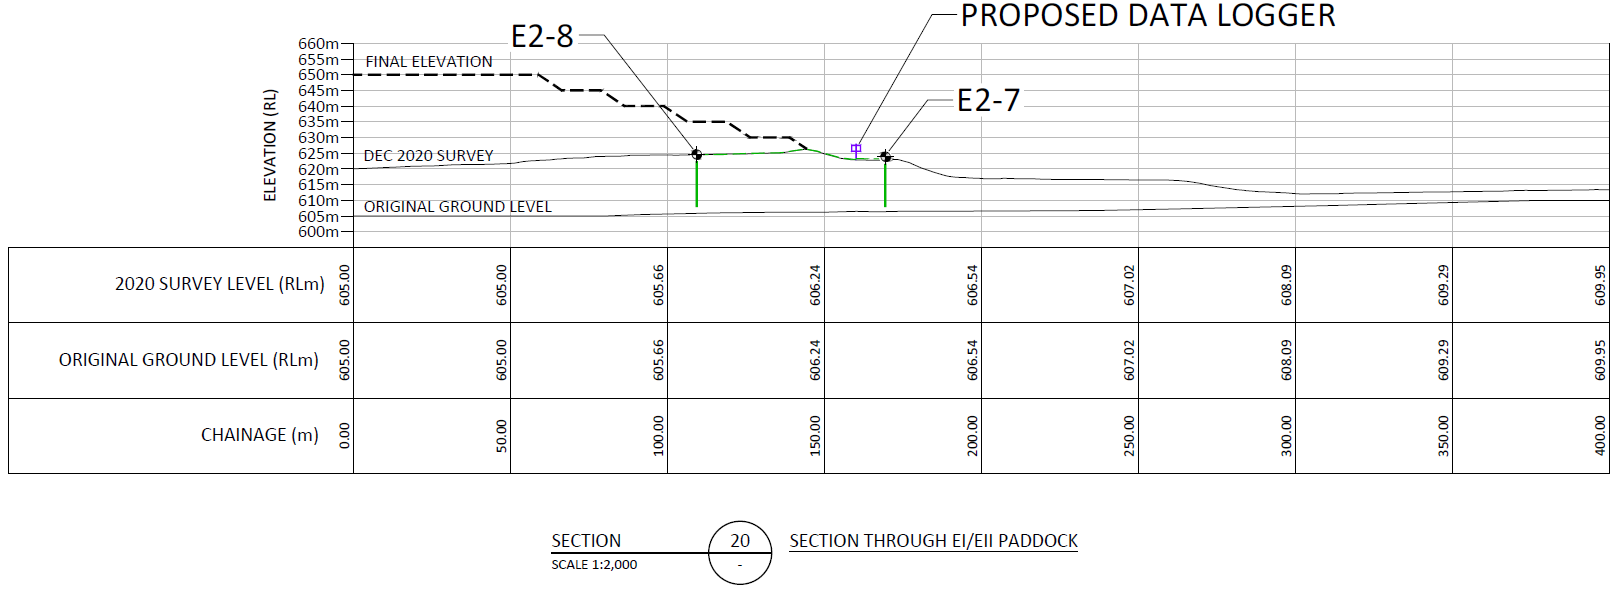 PROPOSED DATA LOGGER
E2-8
660m
655m
FINAL ELEVATION
650m
645m
E2-7
640m
635m
630m
625m
DEC 2020 SURVEY
620m
615m
610m
ORIGINAL GROUND LEVEL
605m
600m
ELEVATION (RL)
2020 SURVEY LEVEL (RLm) 605.00 605.00 605.66 606.24 606.54 607.02 608.09 609.29 609.95
ORIGINAL GROUND LEVEL (RLm) 605.00 605.00 605.66 606.24 606.54 607.02 608.09 609.29 609.95
CHAINAGE (m) 0.00 50.00 100.00 150.00 200.00 250.00 300.00 350.00 400.00
SECTION 20 SECTION THROUGH EI/EII PADDOCK
SCALE 1:2,000 -